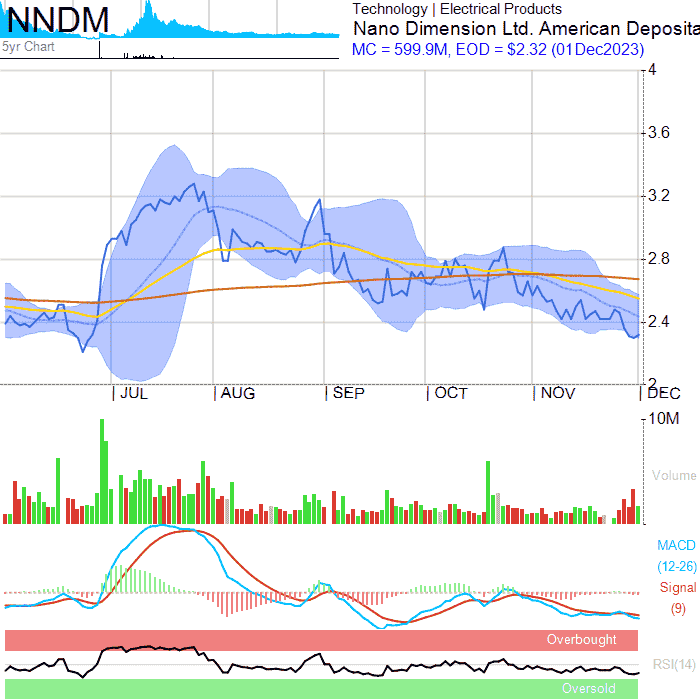 NNDM
5yr Chart
Technology | Electrical Products
Nano Dimension Ltd. American Deposita
MC = 599.9M, EOD = $2.32 (01Dec2023)
4
3.6
3.2
2.8
2.4
2
JUL AUG SEP OCT NOV DEC
10M
Volume
MACD
(12-26)
Signal
(9)
Overbought
RSI(14)
Oversold